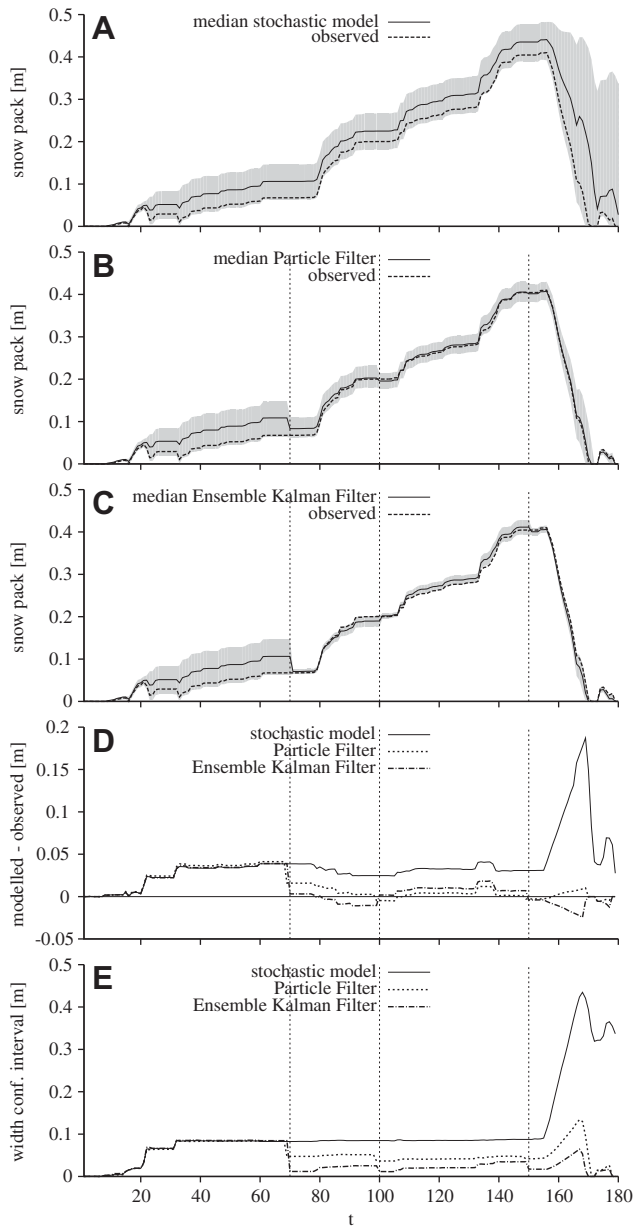 A
median stochastic model
observed
0.5
0.4
0.3
0.2
0.1
0
snow pack [m]
B
median Particle Filter
observed
0.5
0.4
0.3
0.2
0.1
0
snow pack [m]
C
median Ensemble Kalman Filter
observed
0.5
0.4
0.3
0.2
0.1
0
snow pack [m]
D
stochastic model
Particle Filter
Ensemble Kalman Filter
0.2
0.15
0.1
0.05
0
-0.05
modelled - observed [m]
E
stochastic model
Particle Filter
Ensemble Kalman Filter
0.5
0.4
0.3
0.2
0.1
0
width conf. interval [m]
20 40 60 80 100 120 140 160 180
t